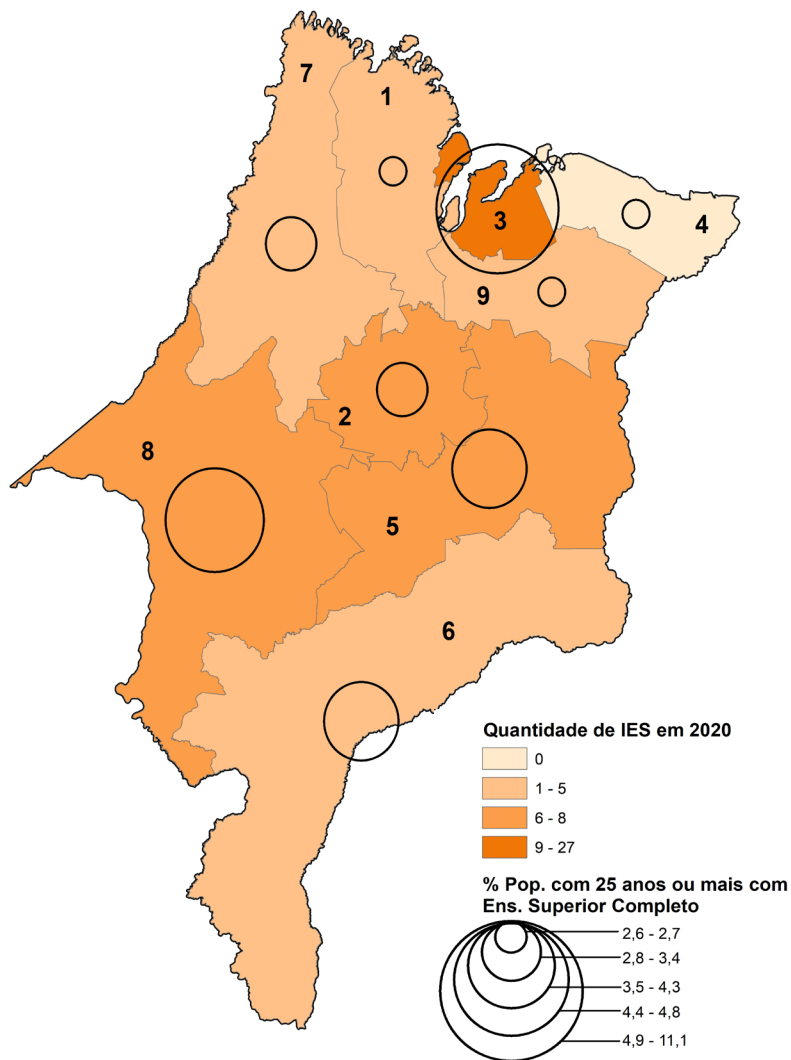 7
1
3
4
9
2
8
5
6
Quantidade de IES em 2020
0
1 - 5
6 - 8
9 - 27
% Pop. com 25 anos ou mais com
Ens. Superior Completo
2,6 - 2,7
2,8 - 3,4
3,5 - 4,3
4,4 - 4,8
4,9 - 11,1